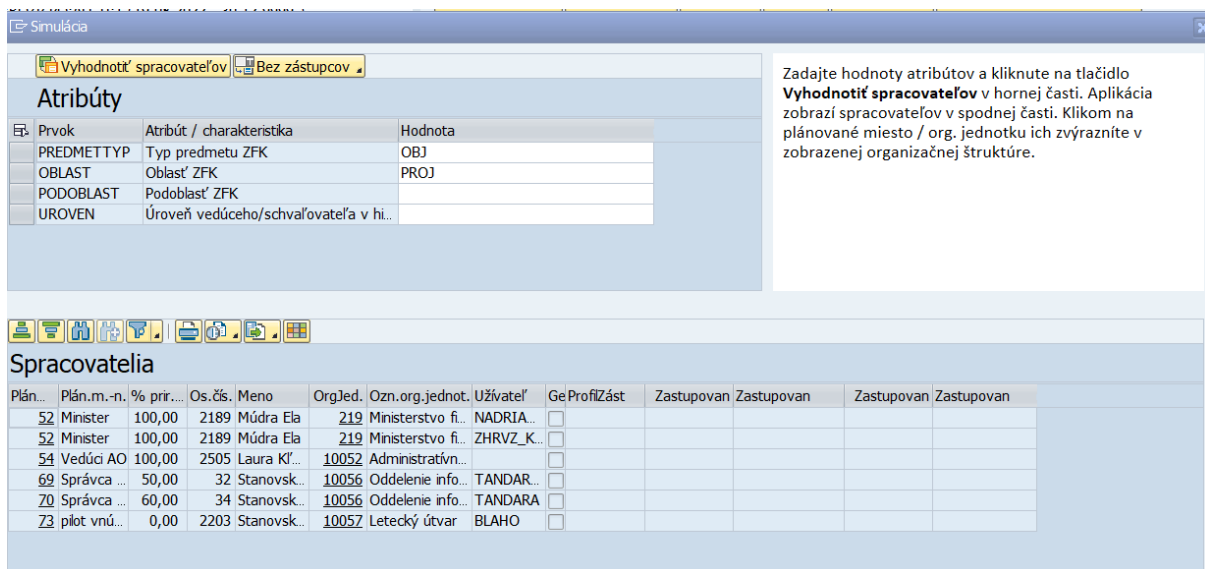 Simulácia
Vyhodnotiť spracovateľov Bez zástupcov
Atribúty
Prvok Atribút / charakteristika Hodnota
PREDMETTYP Typ predmetu ZFK OBJ
OBLAST Oblasť ZFK PROJ
PODOBLAST Podoblasť ZFK
UROVEN Úroveň vedúceho/schvaľovateľa v hi...
Zadajte hodnoty atribútov a kliknute na tlačidlo
Vyhodnotiť spracovateľov v hornej časti. Aplikácia
zobrazí spracovateľov v spodnej časti. Klikom na
plánované miesto / org. jednotku ich zvýrazníte v
zobrazenej organizačnej štruktúre.
Spracovatelia
Plán... Plán.m.-n. % prir.... Os.čís. Meno OrgJed. Ozn.org.jednot. Užívateľ Ge ProfilZást Zastupovan Zastupovan Zastupovan Zastupovan
52 Minister 100,00 2189 Múdra Ela 219 Ministerstvo fi... NADRIA...
52 Minister 100,00 2189 Múdra Ela 219 Ministerstvo fi... ZHRVZ_K...
54 Vedúci AO 100,00 2505 Laura Kľ... 10052 Administratívn...
69 Správca ... 50,00 32 Stanovsk... 10056 Oddelenie info... TANDAR...
70 Správca ... 60,00 34 Stanovsk... 10056 Oddelenie info... TANDARA
73 pilot vnú... 0,00 2203 Stanovsk... 10057 Letecký útvar BLAHO